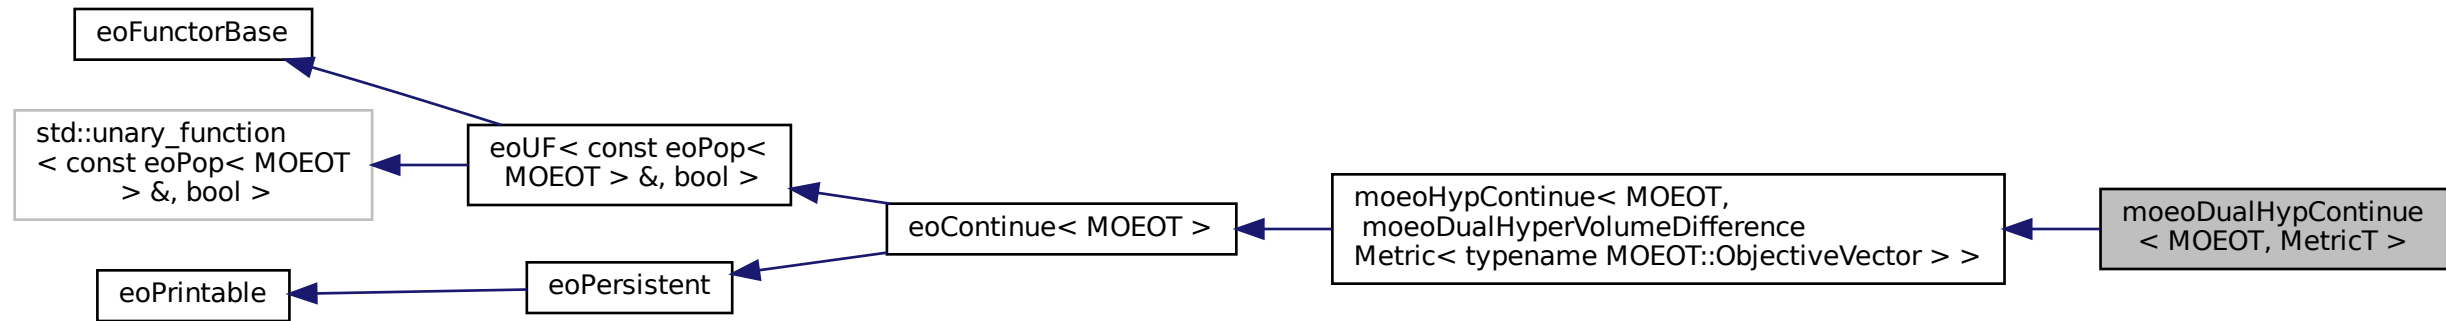 eoFunctorBase
std::unary_function
< const eoPop< MOEOT
> &, bool >
eoUF< const eoPop<
MOEOT > &, bool >
eoContinue< MOEOT >
moeoHypContinue< MOEOT,
moeoDualHyperVolumeDifference
Metric< typename MOEOT::ObjectiveVector > >
moeoDualHypContinue
< MOEOT, MetricT >
eoPrintable
eoPersistent